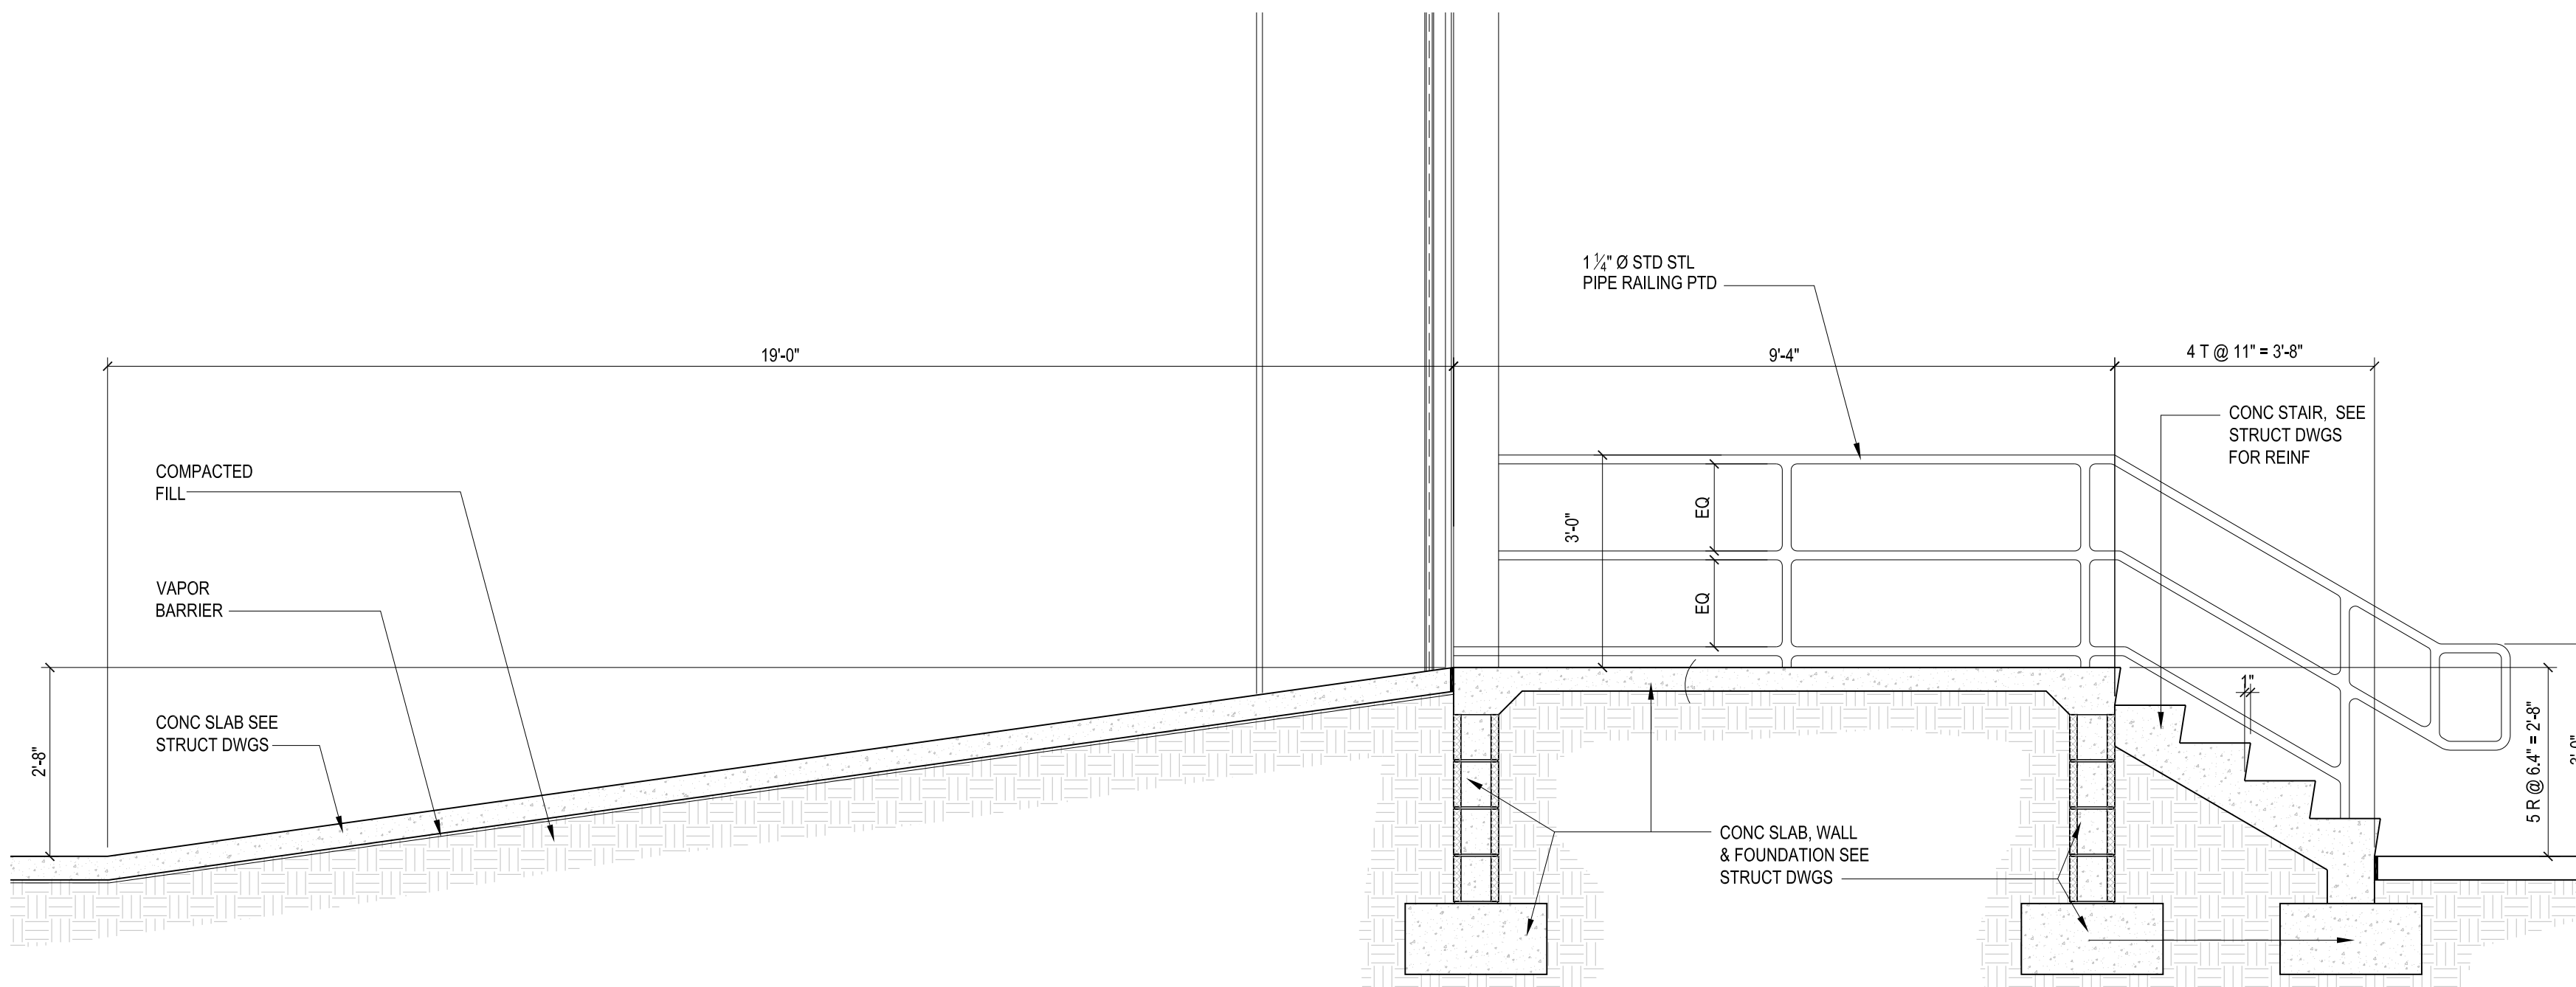 1 1/4" Ø STD STL
PIPE RAILING PTD
19'-0"
9'-4"
4 T @ 11" = 3'-8"
CONC STAIR, SEE
STRUCT DWGS
FOR REINF
COMPACTED
FILL
EQ
3'-0"
EQ
VAPOR
BARRIER
1"
CONC SLAB SEE
STRUCT DWGS
2'-8"
5 R @ 6.4" = 2'-8"
CONC SLAB, WALL
& FOUNDATION SEE
STRUCT DWGS